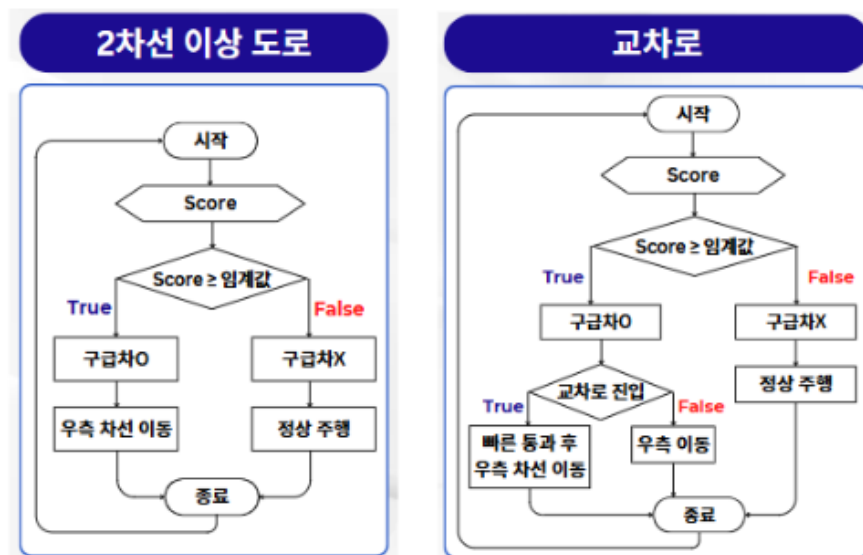 2차선 이상 도로
시작
Score
Score ≥ 임계값
True
False
구급차O
구급차X
우측 차선 이동
정상 주행
종료
교차로
시작
Score
Score ≥ 임계값
True
False
구급차O
구급차X
교차로 진입
정상 주행
True
False
빠른 통과 후
우측 차선 이동
우측 이동
종료